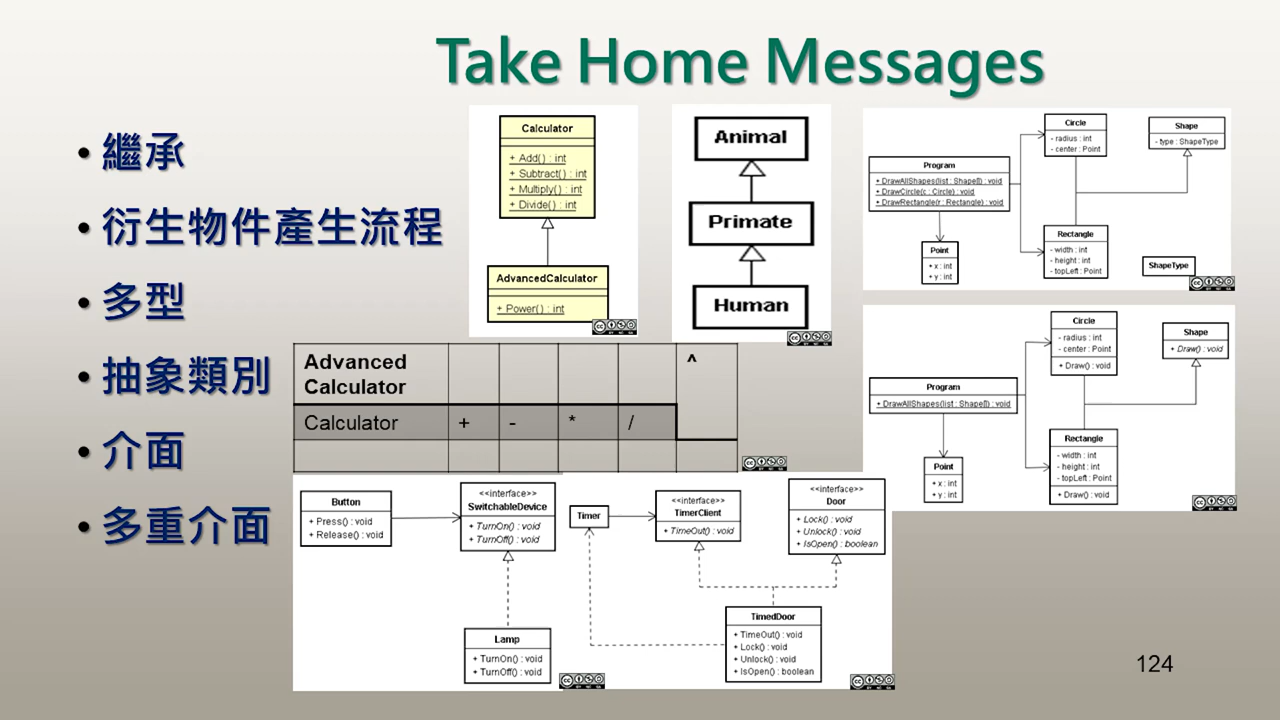 Take Home Messages
• 繼承
• 衍生物件產生流程
• 多型
• 抽象類別
• 介面
• 多重介面
Calculator
+ Add() : int
+ Subtract() : int
+ Multiply() : int
+ Divide() : int
AdvancedCalculator
+ Power() : int
Animal
Primate
Human
Circle
- radius : int
- center : Point
Shape
- type : ShapeType
Program
+ DrawAllShapes(list : Shape[]) : void
+ DrawCircle(c : Circle) : void
+ DrawRectangle(r : Rectangle) : void
Point
+ x : int
+ y : int
Rectangle
- width : int
- height : int
- topLeft : Point
ShapeType
Advanced
Calculator
^
Calculator + - * /
Circle
- radius : int
- center : Point
+ Draw() : void
Shape
+ Draw() : void
Program
+ DrawAllShapes(list : Shape[]) : void
Point
+ x : int
+ y : int
Rectangle
- width : int
- height : int
- topLeft : Point
+ Draw() : void
Button
+ Press() : void
+ Release() : void
<<interface>>
SwitchableDevice
+ TurnOn() : void
+ TurnOff() : void
Lamp
+ TurnOn() : void
+ TurnOff() : void
Timer
<<interface>>
TimerClient
+ TimeOut() : void
<<interface>>
Door
+ Lock() : void
+ Unlock() : void
+ IsOpen() : boolean
TimedDoor
+ TimeOut() : void
+ Lock() : void
+ Unlock() : void
+ IsOpen() : boolean
124